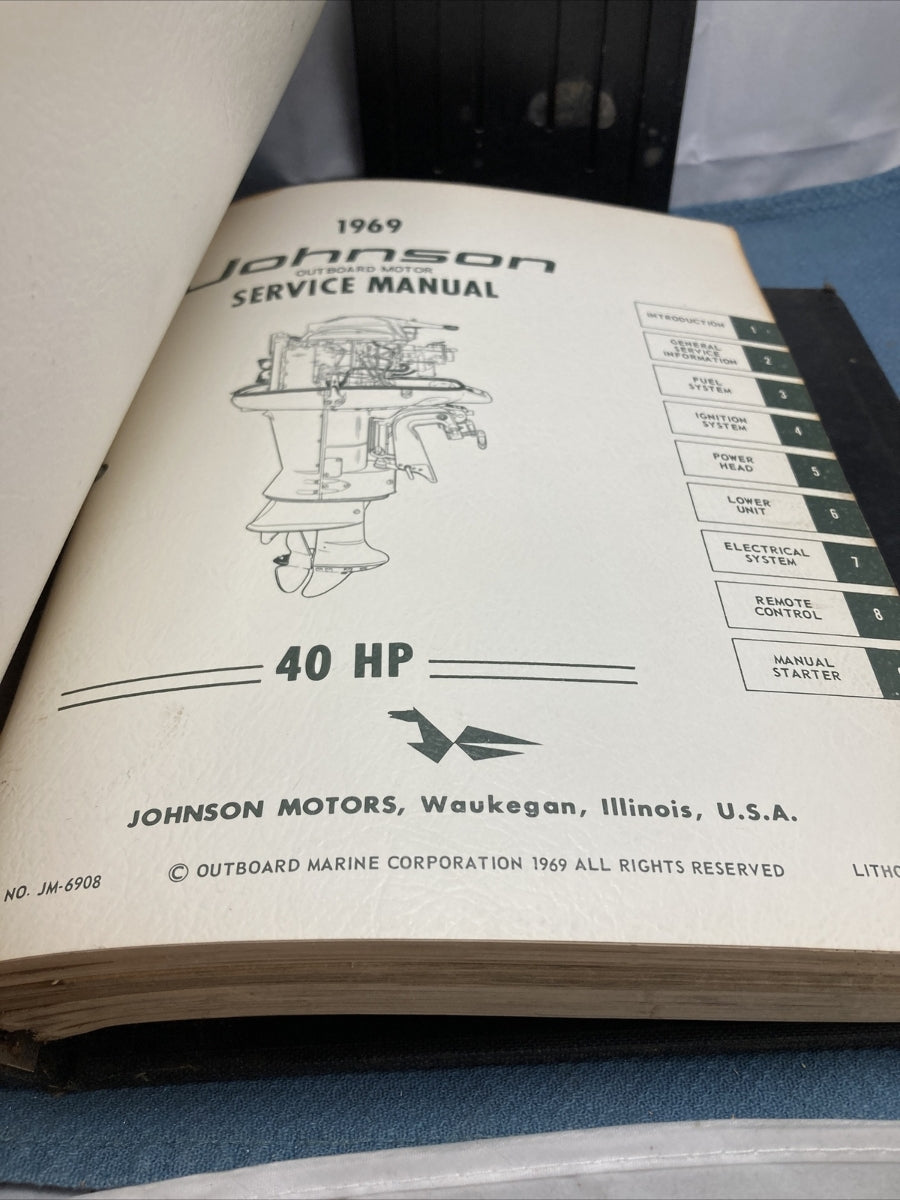 1969
Johnson
OUTBOARD MOTOR
SERVICE MANUAL
INTRODUCTION 1
GENERAL
SERVICE
INFORMATION 2
FUEL
SYSTEM 3
IGNITION
SYSTEM 4
POWER
HEAD 5
LOWER
UNIT 6
ELECTRICAL
SYSTEM 7
REMOTE
CONTROL 8
MANUAL
STARTER
40 HP
JOHNSON MOTORS, Waukegan, Illinois, U.S.A.
© OUTBOARD MARINE CORPORATION 1969 ALL RIGHTS RESERVED
NO. JM-6908